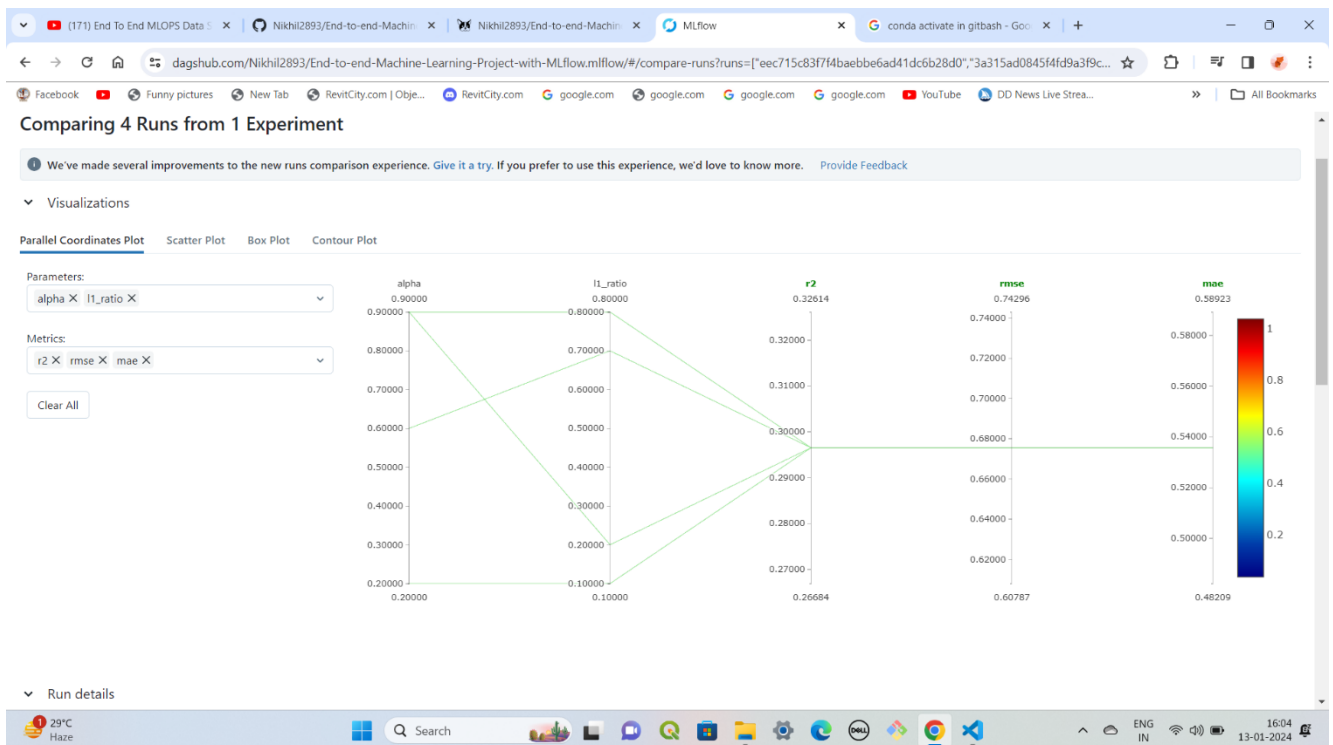 (171) End To End MLOPS Data S
Nikhil2893/End-to-end-Machin
Nikhil2893/End-to-end-Machin
MLflow
conda activate in gitbash - Goo
dagshub.com/Nikhil2893/End-to-end-Machine-Learning-Project-with-MLflow.mlflow/#/compare-runs?runs=["eec715c83f7f4baebbe6ad41dc6b28d0","3a315ad0845f4fd9a3f9c...
Facebook Funny pictures New Tab RevitCity.com | Obje... RevitCity.com google.com google.com google.com google.com YouTube DD News Live Strea... » All Bookmarks
Comparing 4 Runs from 1 Experiment
We've made several improvements to the new runs comparison experience. Give it a try. If you prefer to use this experience, we'd love to know more. Provide Feedback
Visualizations
Parallel Coordinates Plot Scatter Plot Box Plot Contour Plot
Parameters:
alpha l1_ratio
Metrics:
r2 rmse mae
Clear All
alpha
0.90000
0.90000
0.80000
0.70000
0.60000
0.50000
0.40000
0.30000
0.20000
0.20000
l1_ratio
0.80000
0.80000
0.70000
0.60000
0.50000
0.40000
0.30000
0.20000
0.10000
0.10000
r2
0.32614
0.32000
0.31000
0.30000
0.29000
0.28000
0.27000
0.26684
rmse
0.74296
0.74000
0.72000
0.70000
0.68000
0.66000
0.64000
0.62000
0.60787
mae
0.58923
0.58000
0.56000
0.54000
0.52000
0.50000
0.48209
1
0.8
0.6
0.4
0.2
Run details
1
29°C
Haze
Search
DELL
ENG
IN
16:04
13-01-2024